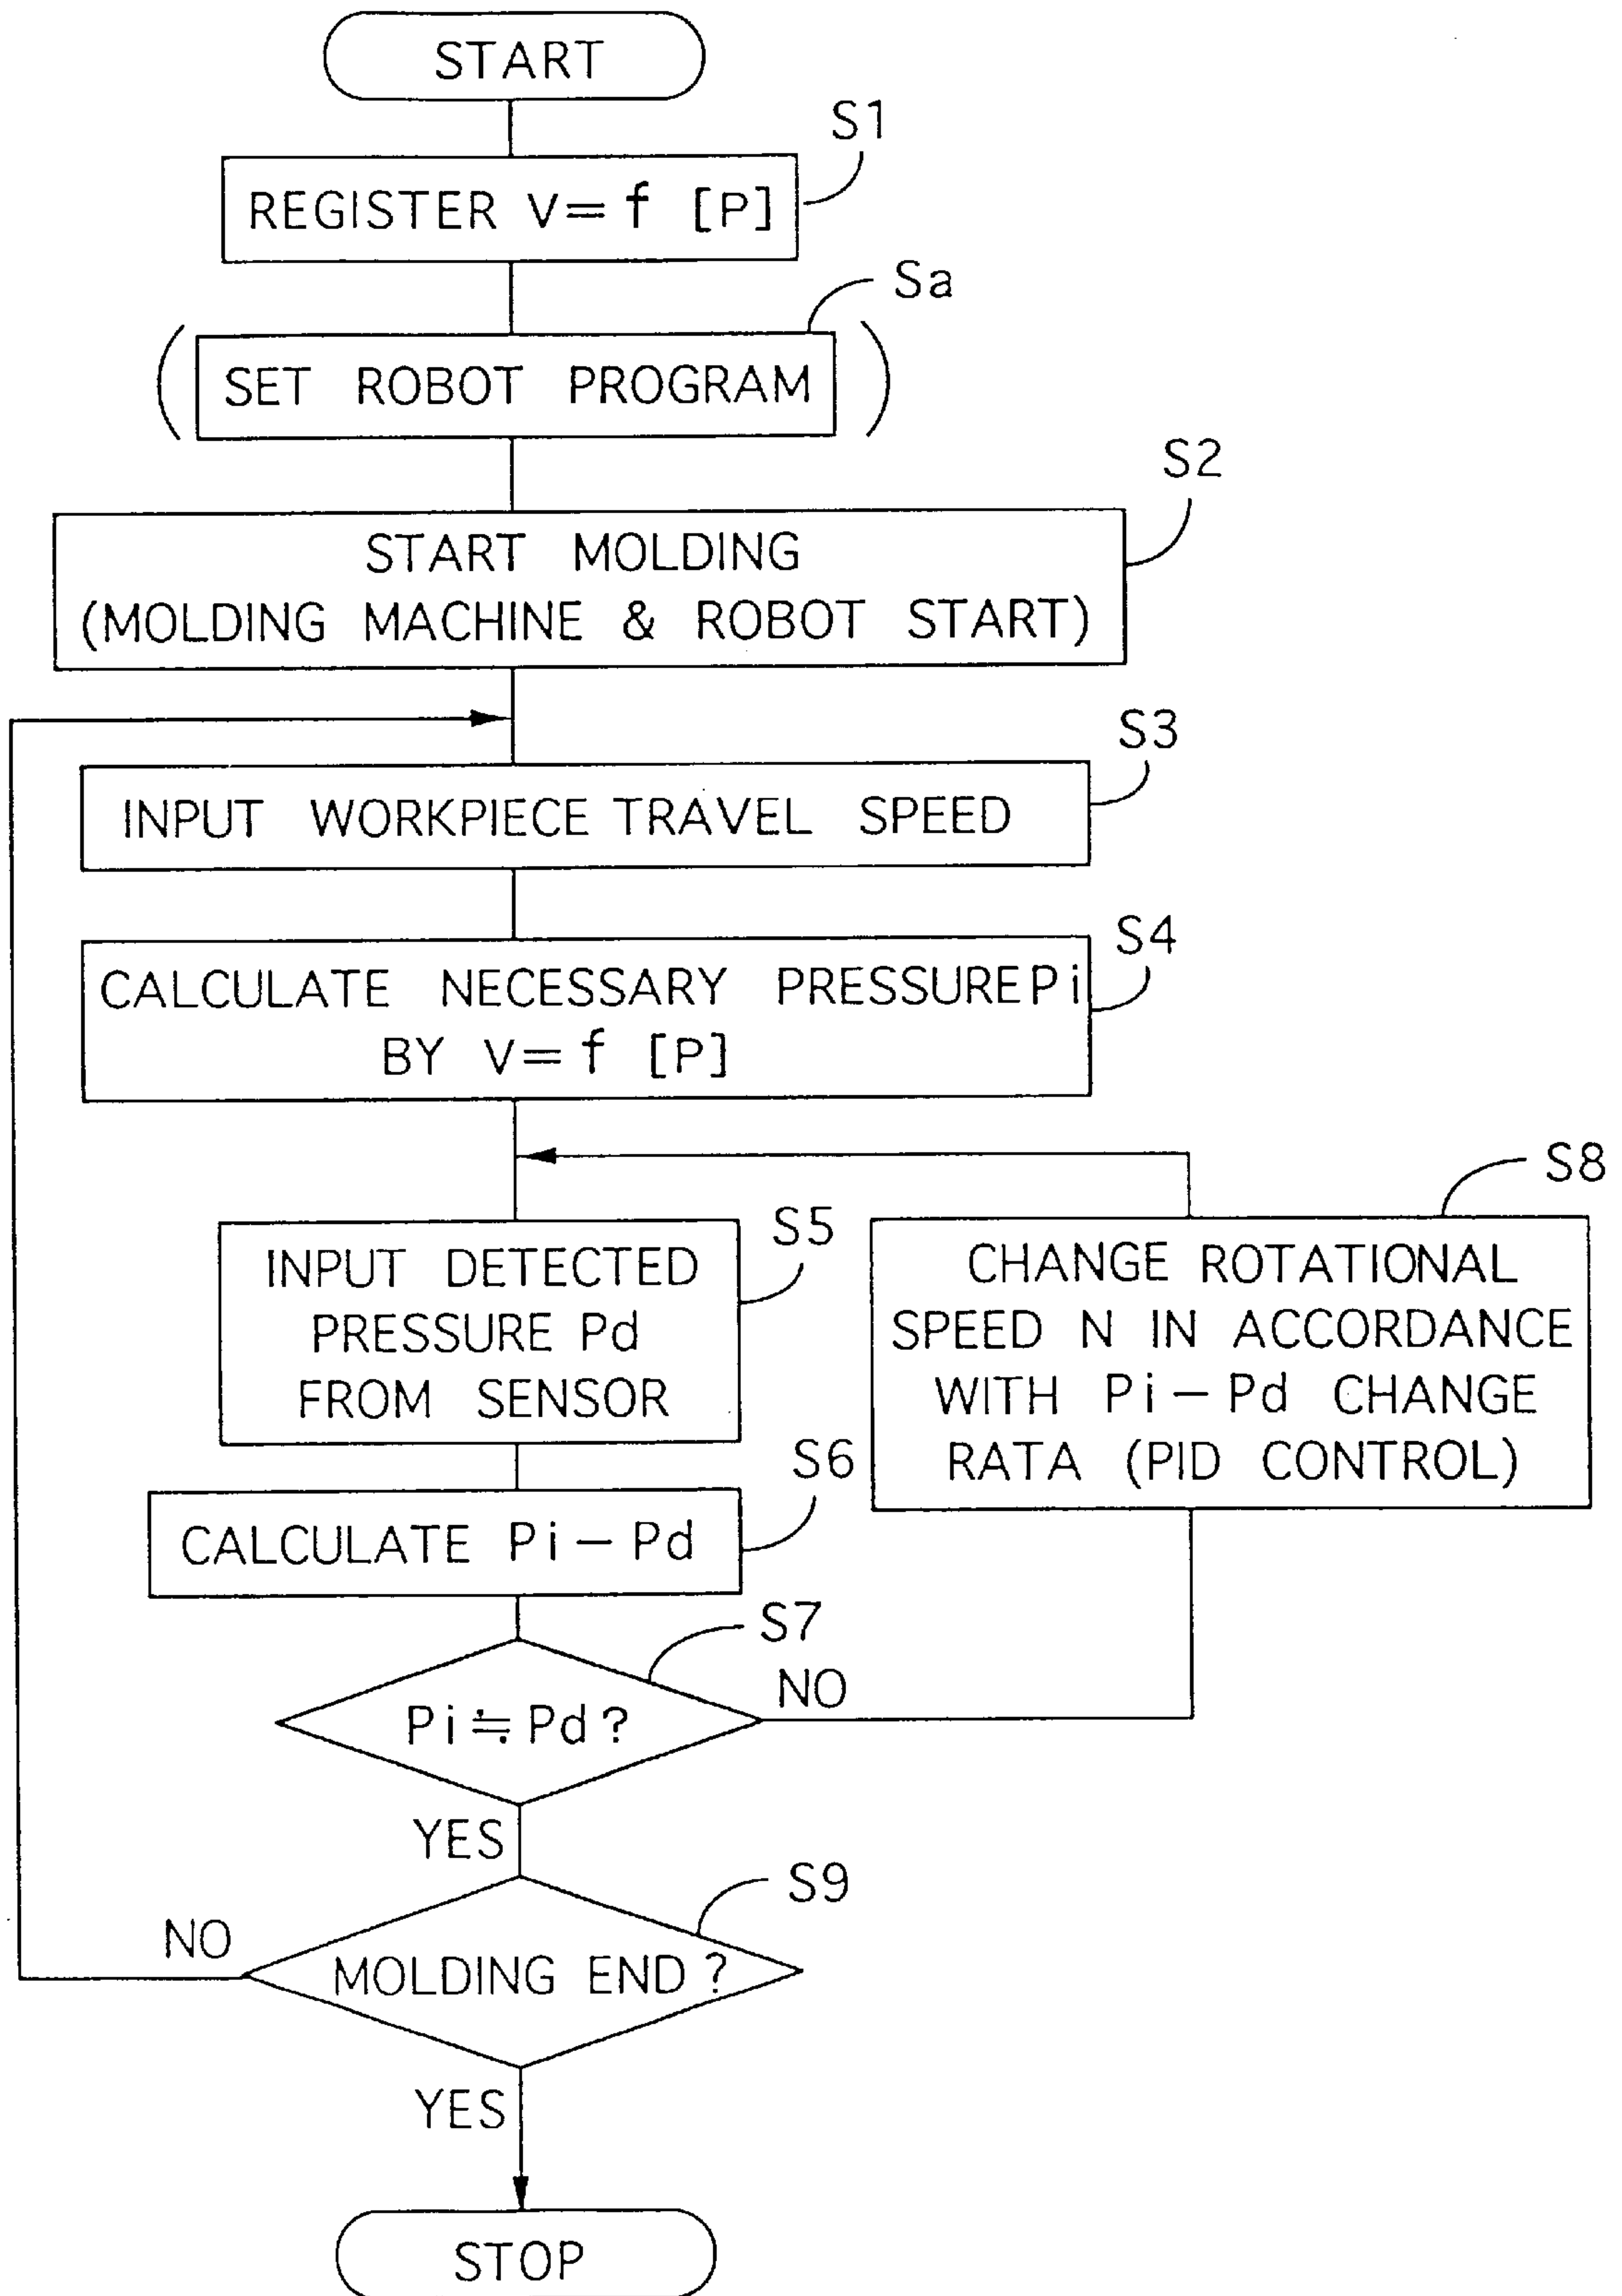 START
S1
REGISTER V=f [P]
Sa
(SET ROBOT PROGRAM)
S2
START MOLDING
(MOLDING MACHINE & ROBOT START)
S3
INPUT WORKPIECE TRAVEL SPEED
S4
CALCULATE NECESSARY PRESSURE Pi
BY V=f [P]
S5
INPUT DETECTED
PRESSURE Pd
FROM SENSOR
S8
CHANGE ROTATIONAL
SPEED N IN ACCORDANCE
WITH Pi－Pd CHANGE
RATA (PID CONTROL)
S6
CALCULATE Pi－Pd
S7
Pi≒Pd?
NO
YES
S9
MOLDING END?
NO
YES
STOP